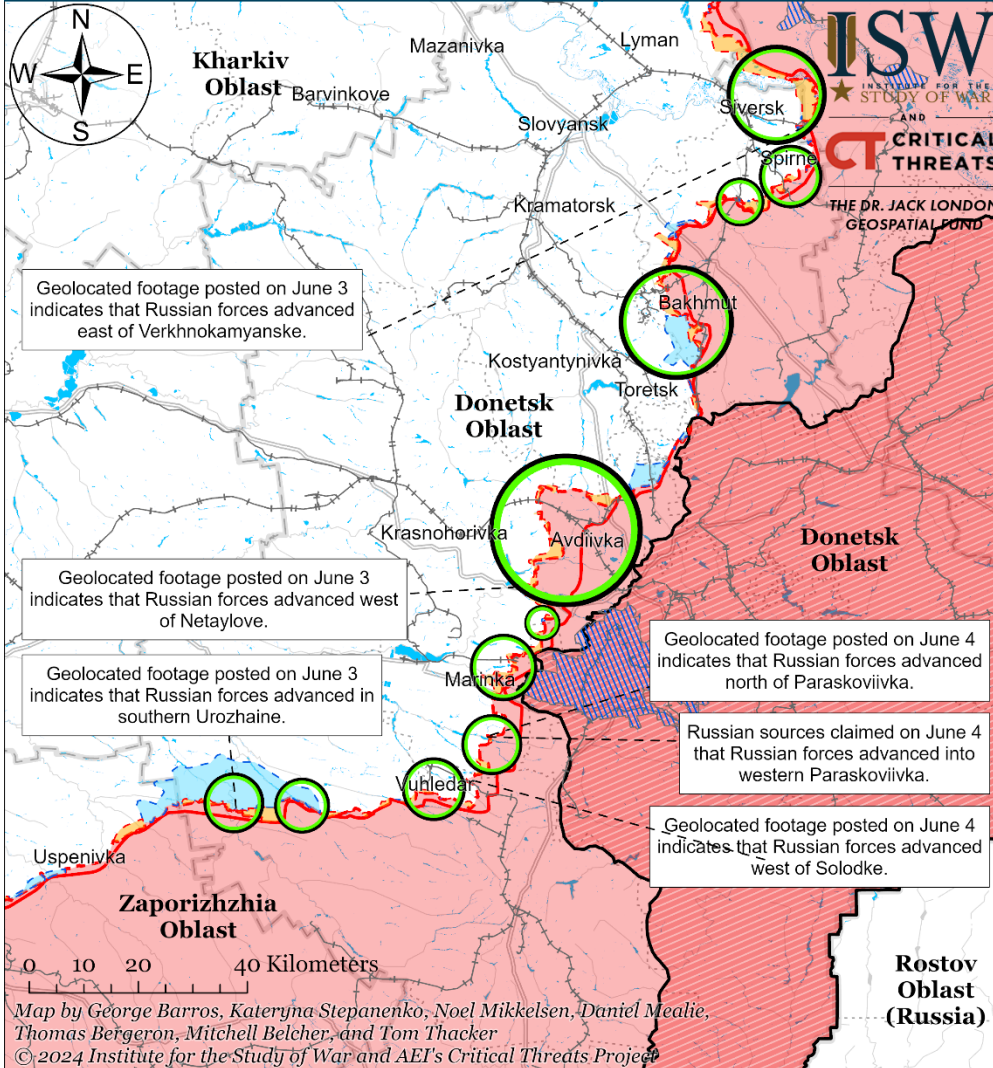 N
W
E
S
Kharkiv
Oblast
Mazanivka
Lyman
Barvinkove
Slovyansk
Siversk
Spirne
Kramatorsk
ISW
INSTITUTE FOR THE
STUDY OF WAR
AND
CT CRITICAL
THREATS
THE DR. JACK LONDON
GEOSPATIAL FUND
Geolocated footage posted on June 3
indicates that Russian forces advanced
east of Verkhnokamyanske.
Bakhmut
Kostyantynivka
Toretsk
Donetsk
Oblast
Krasnohorivka
Avdiivka
Donetsk
Oblast
Geolocated footage posted on June 3
indicates that Russian forces advanced west
of Netaylove.
Geolocated footage posted on June 3
indicates that Russian forces advanced in
southern Urozhaine.
Marinka
Geolocated footage posted on June 4
indicates that Russian forces advanced
north of Paraskoviivka.
Russian sources claimed on June 4
that Russian forces advanced into
western Paraskoviivka.
Vuhledar
Geolocated footage posted on June 4
indicates that Russian forces advanced
west of Solodke.
Uspenivka
Zaporizhzhia
Oblast
0 10 20 40 Kilometers
Rostov
Oblast
(Russia)
Map by George Barros, Kateryna Stepanenko, Noel Mikkelsen, Daniel Mealie,
Thomas Bergeron, Mitchell Belcher, and Tom Thacker
© 2024 Institute for the Study of War and AEI's Critical Threats Project